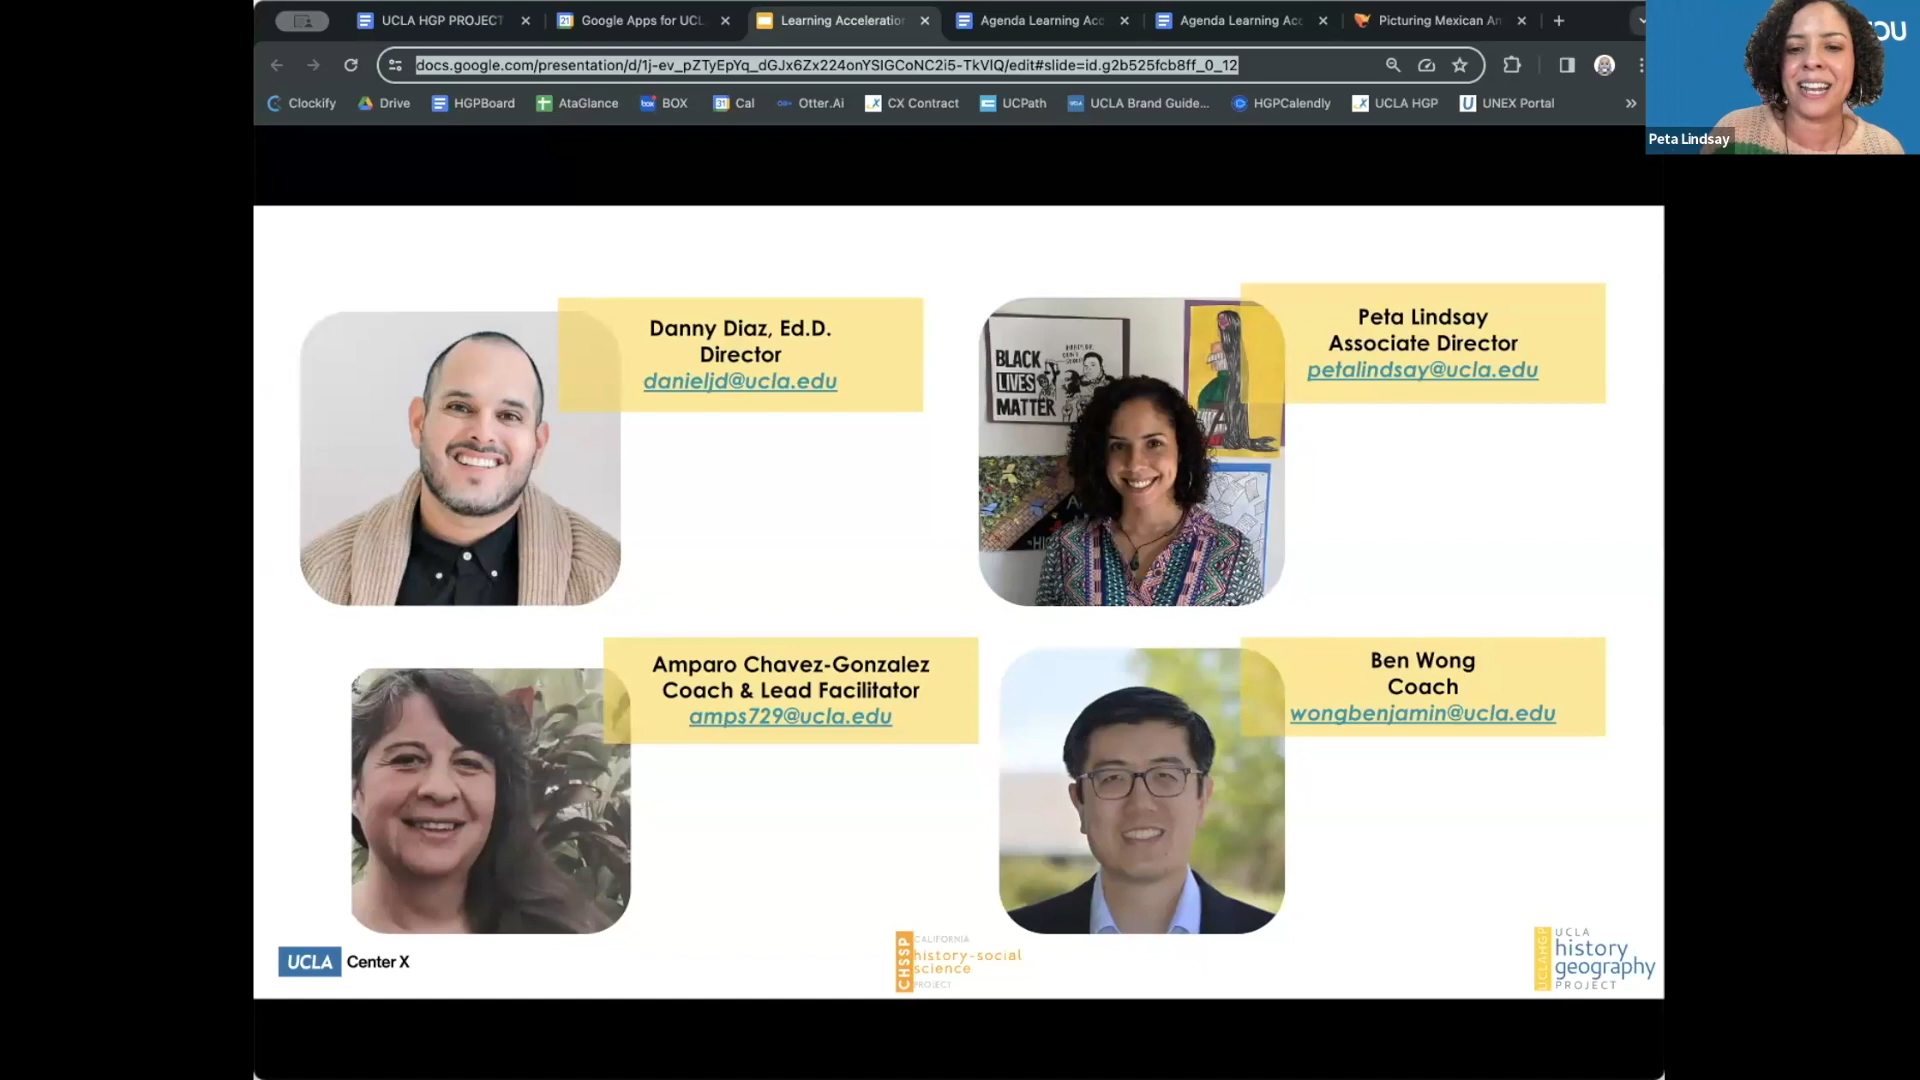 UCLA HGP PROJECT
Google Apps for UCL
Learning Acceleratio
Agenda Learning Acc
Agenda Learning Acc
Picturing Mexican Am
docs.google.com/presentation/d/1j-ev_pZTyEpYq_dGJx6Zx224onYSIGCoNC2i5-TkVIQ/edit#slide=id.g2b525fcb8ff_0_12
Clockify
Drive
HGPBoard
AtaGlance
BOX
Cal
Otter.Ai
CX Contract
UCPath
UCLA Brand Guide...
HGPCalendly
UCLA HGP
UNEX Portal
Peta Lindsay
Danny Diaz, Ed.D.
Director
danieljd@ucla.edu
Peta Lindsay
Associate Director
petalindsay@ucla.edu
BLACK
LIVES
MATTER
Amparo Chavez-Gonzalez
Coach & Lead Facilitator
amps729@ucla.edu
Ben Wong
Coach
wongbenjamin@ucla.edu
UCLA Center X
CHSSP
CALIFORNIA
history-social
science
PROJECT
UCLAHGP
UCLA
history
geography
PROJECT